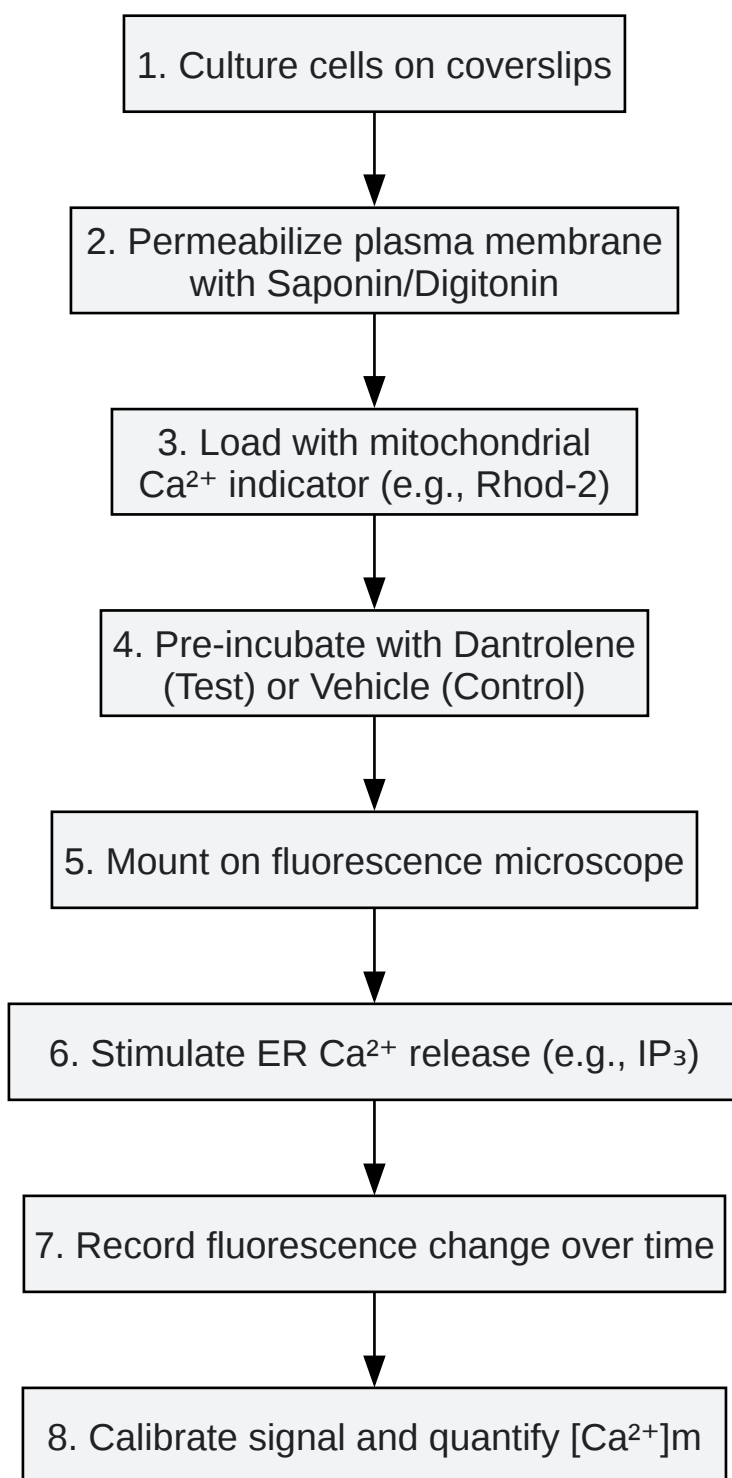 1. Culture cells on coverslips
2. Permeabilize plasma membrane
with Saponin/Digitonin
3. Load with mitochondrial
Ca²⁺ indicator (e.g., Rhod-2)
4. Pre-incubate with Dantrolene
(Test) or Vehicle (Control)
5. Mount on fluorescence microscope
6. Stimulate ER Ca²⁺ release (e.g., IP₃)
7. Record fluorescence change over time
8. Calibrate signal and quantify [Ca²⁺]m